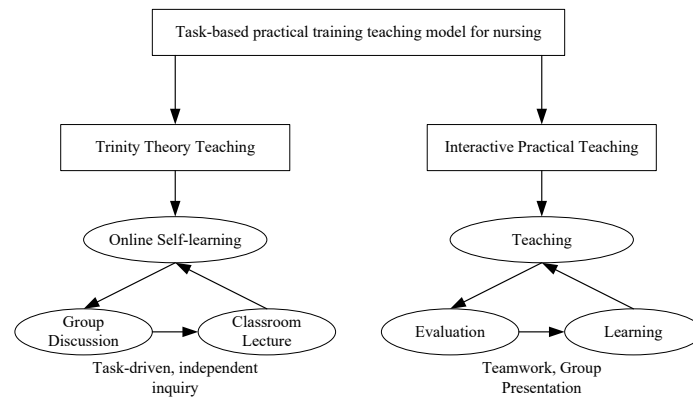 Task-based practical training teaching model for nursing
Trinity Theory Teaching
Interactive Practical Teaching
Online Self-learning
Teaching
Group
Discussion
Classroom
Lecture
Evaluation
Learning
Task-driven, independent
inquiry
Teamwork, Group
Presentation